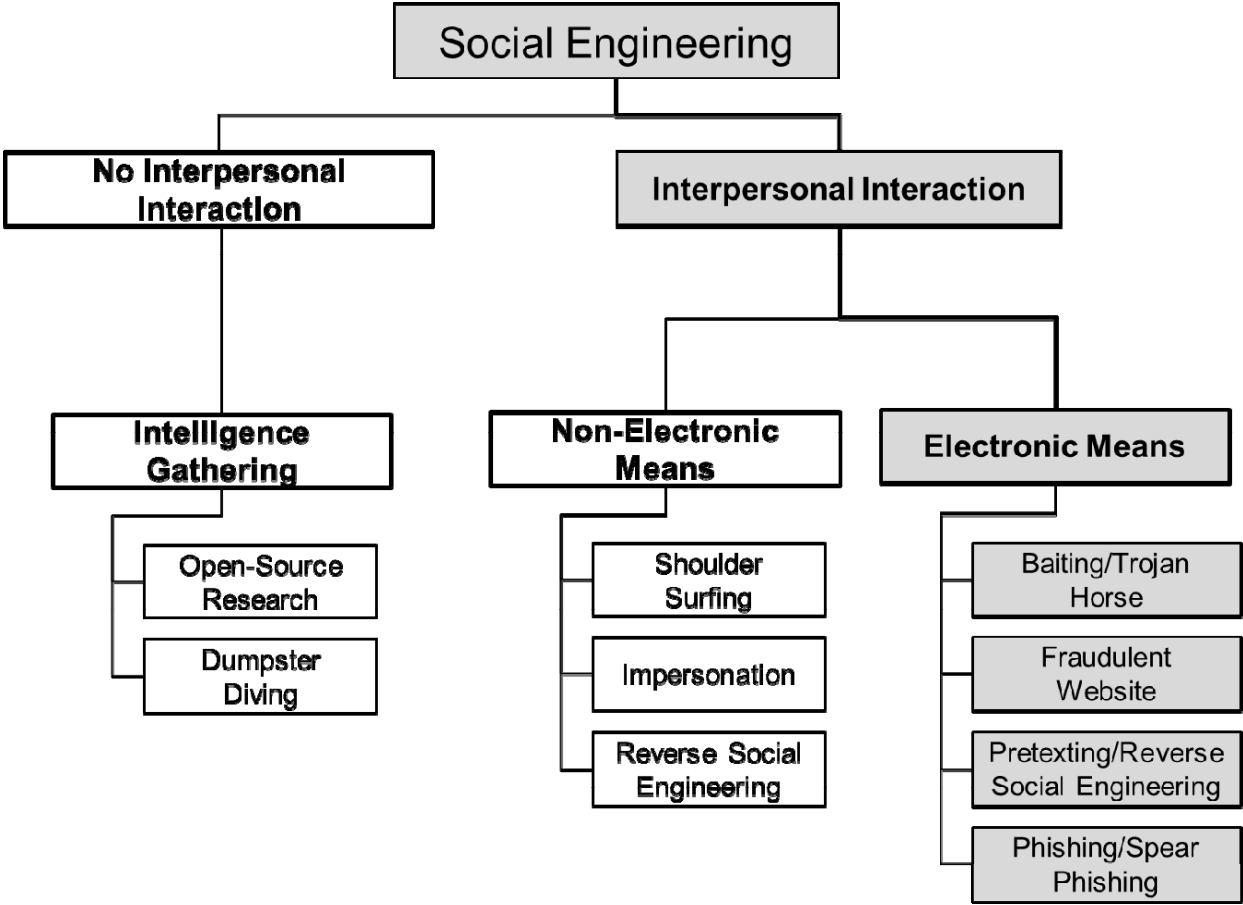 Social Engineering
No Interpersonal
Interaction
Interpersonal Interaction
Intelligence
Gathering
Non-Electronic
Means
Electronic Means
Open-Source
Research
Dumpster
Diving
Shoulder
Surfing
Impersonation
Reverse Social
Engineering
Baiting/Trojan
Horse
Fraudulent
Website
Pretexting/Reverse
Social Engineering
Phishing/Spear
Phishing